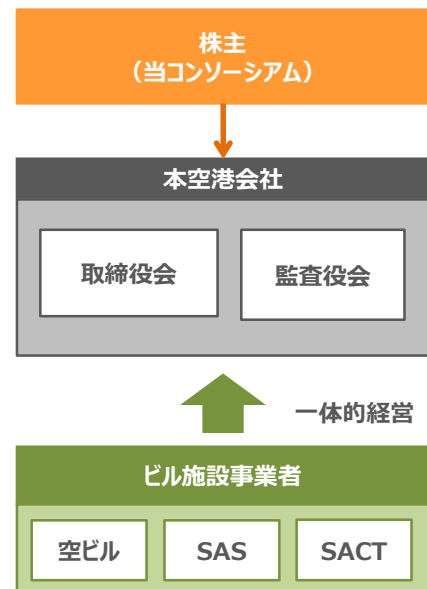 株主
（当コンソーシアム）
本空港会社
取締役会
監査役会
一体的経営
ビル施設事業者
空ビル
SAS
SACT